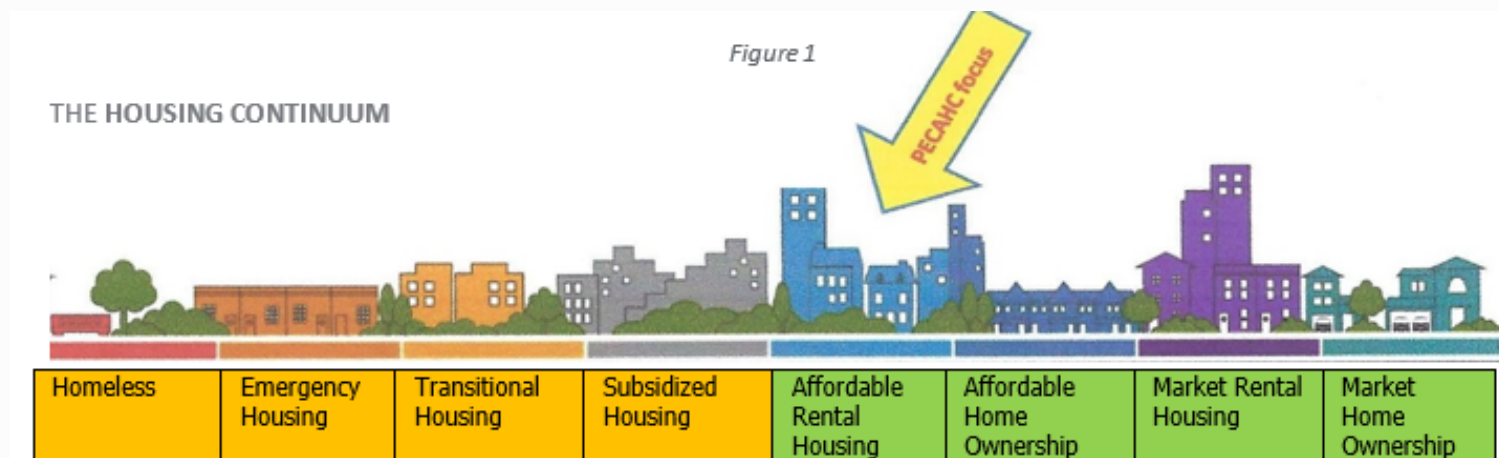 Figure 1
PECAHC focus
THE HOUSING CONTINUUM
Homeless
Emergency
Housing
Transitional
Housing
Subsidized
Housing
Affordable
Rental
Housing
Affordable
Home
Ownership
Market Rental
Housing
Market
Home
Ownership